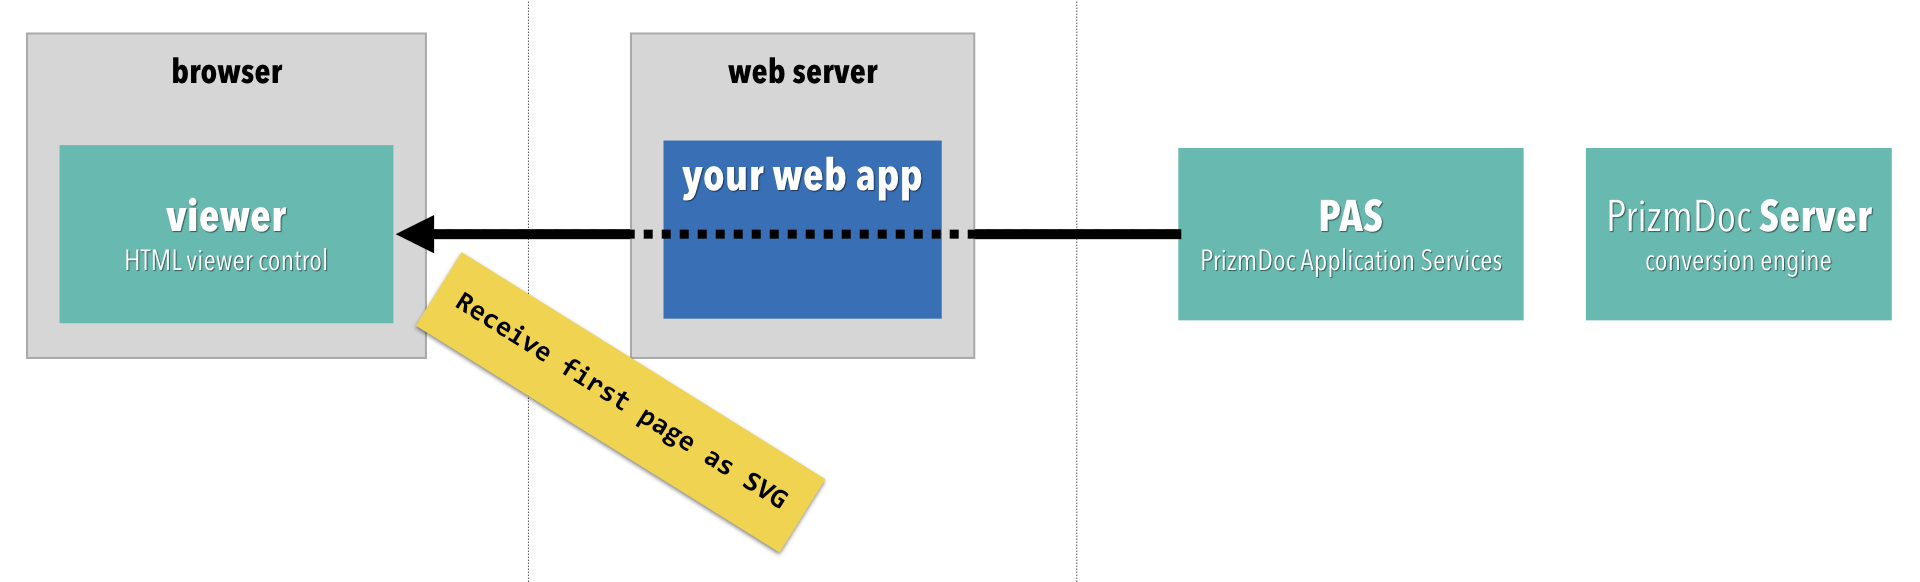 browser
viewer
HTML viewer control
web server
your web app
PAS
PrizmDoc Application Services
PrizmDoc Server
conversion engine
Receive first page as SVG